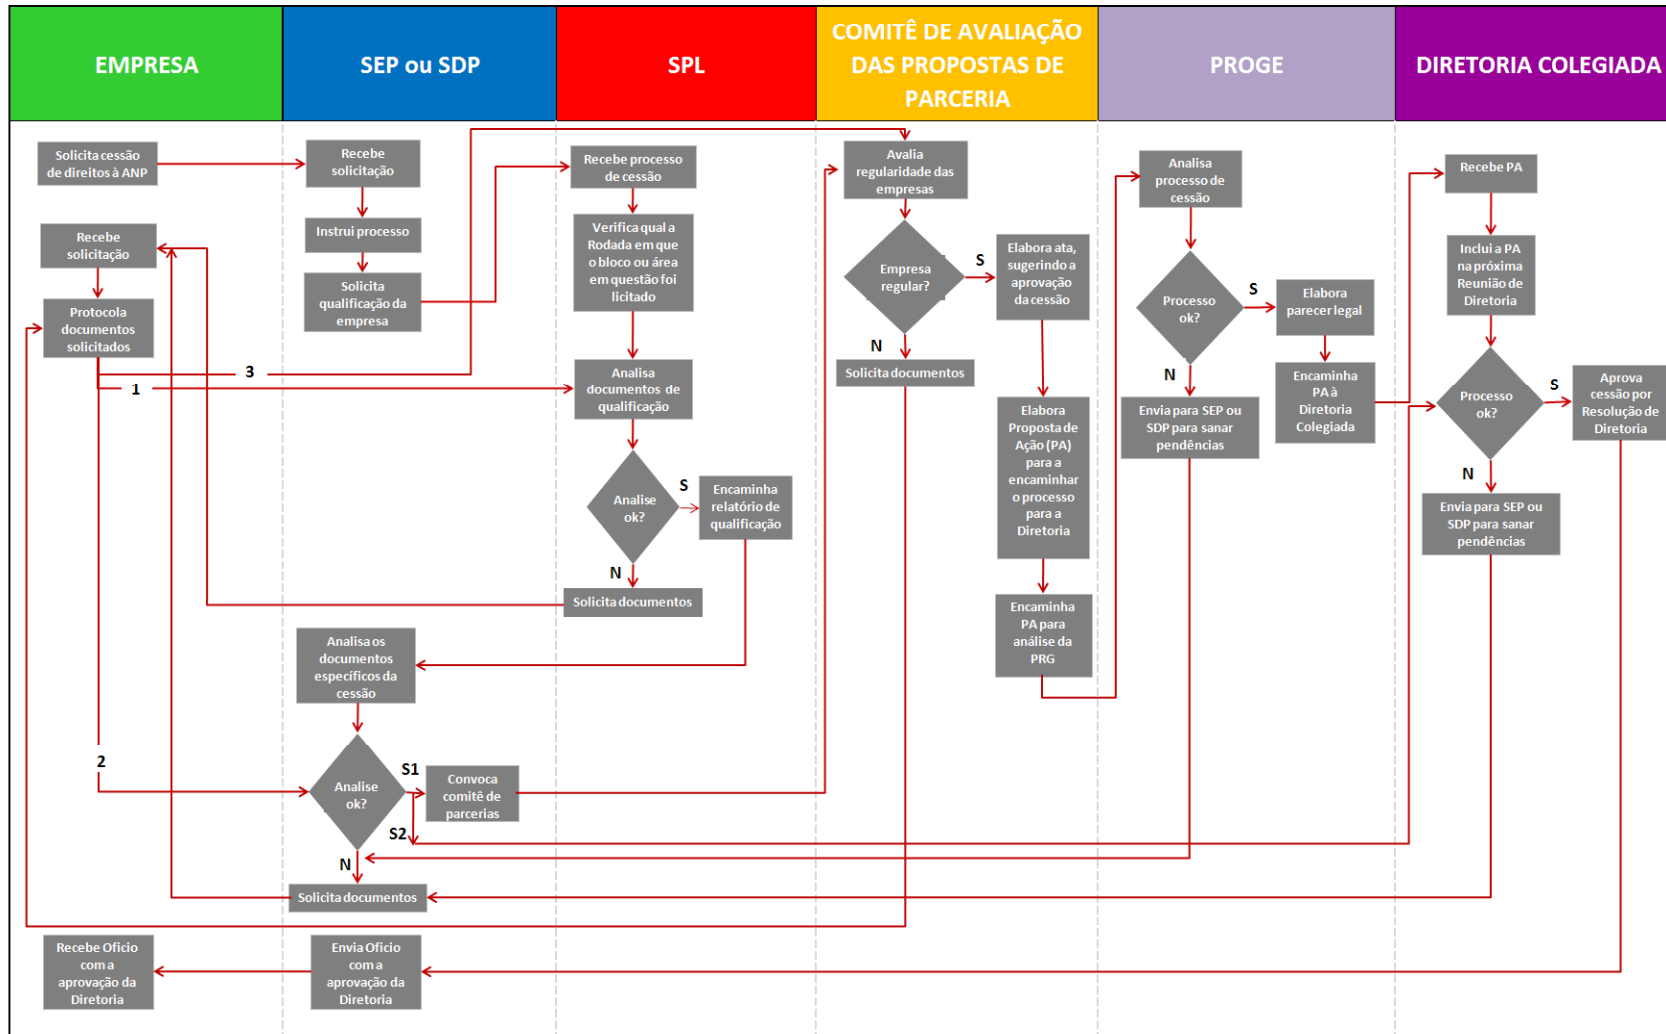 EMPRESA
SEP ou SDP
SPL
COMITÊ DE AVALIAÇÃO
DAS PROPOSTAS DE
PARCERIA
PROGE
DIRETORIA COLEGIADA
Solicita cessão
de direitos à ANP
Recebe
solicitação
Protocola
documentos
solicitados
1
3
2
Recebe Oficio
com a
aprovação da
Diretoria
Recebe
solicitação
Instrui processo
Solicita
qualificação da
empresa
Analisa os
documentos
específicos da
cessão
Analise
ok?
S1
S2
N
Convoca
comitê de
parcerias
Solicita documentos
Envia Oficio
com a
aprovação da
Diretoria
Recebe processo
de cessão
Verifica qual a
Rodada em que
o bloco ou área
em questão foi
licitado
Analisa
documentos de
qualificação
Analise
ok?
S
N
Encaminha
relatório de
qualificação
Solicita documentos
Avalia
regularidade das
empresas
Empresa
regular?
S
N
Solicita documentos
Elabora ata,
sugerindo a
aprovação
da cessão
Elabora
Proposta de
Ação (PA)
para a
encaminhar
o processo
para a
Diretoria
Encaminha
PA para
análise da
PRG
Analisa
processo de
cessão
Processo
ok?
S
N
Envia para SEP ou
SDP para sanar
pendências
Elabora
parecer legal
Encaminha
PA à
Diretoria
Colegiada
Recebe PA
Inclui a PA
na próxima
Reunião de
Diretoria
Processo
ok?
S
N
Aprova
cessão por
Resolução de
Diretoria
Envia para SEP ou
SDP para sanar
pendências